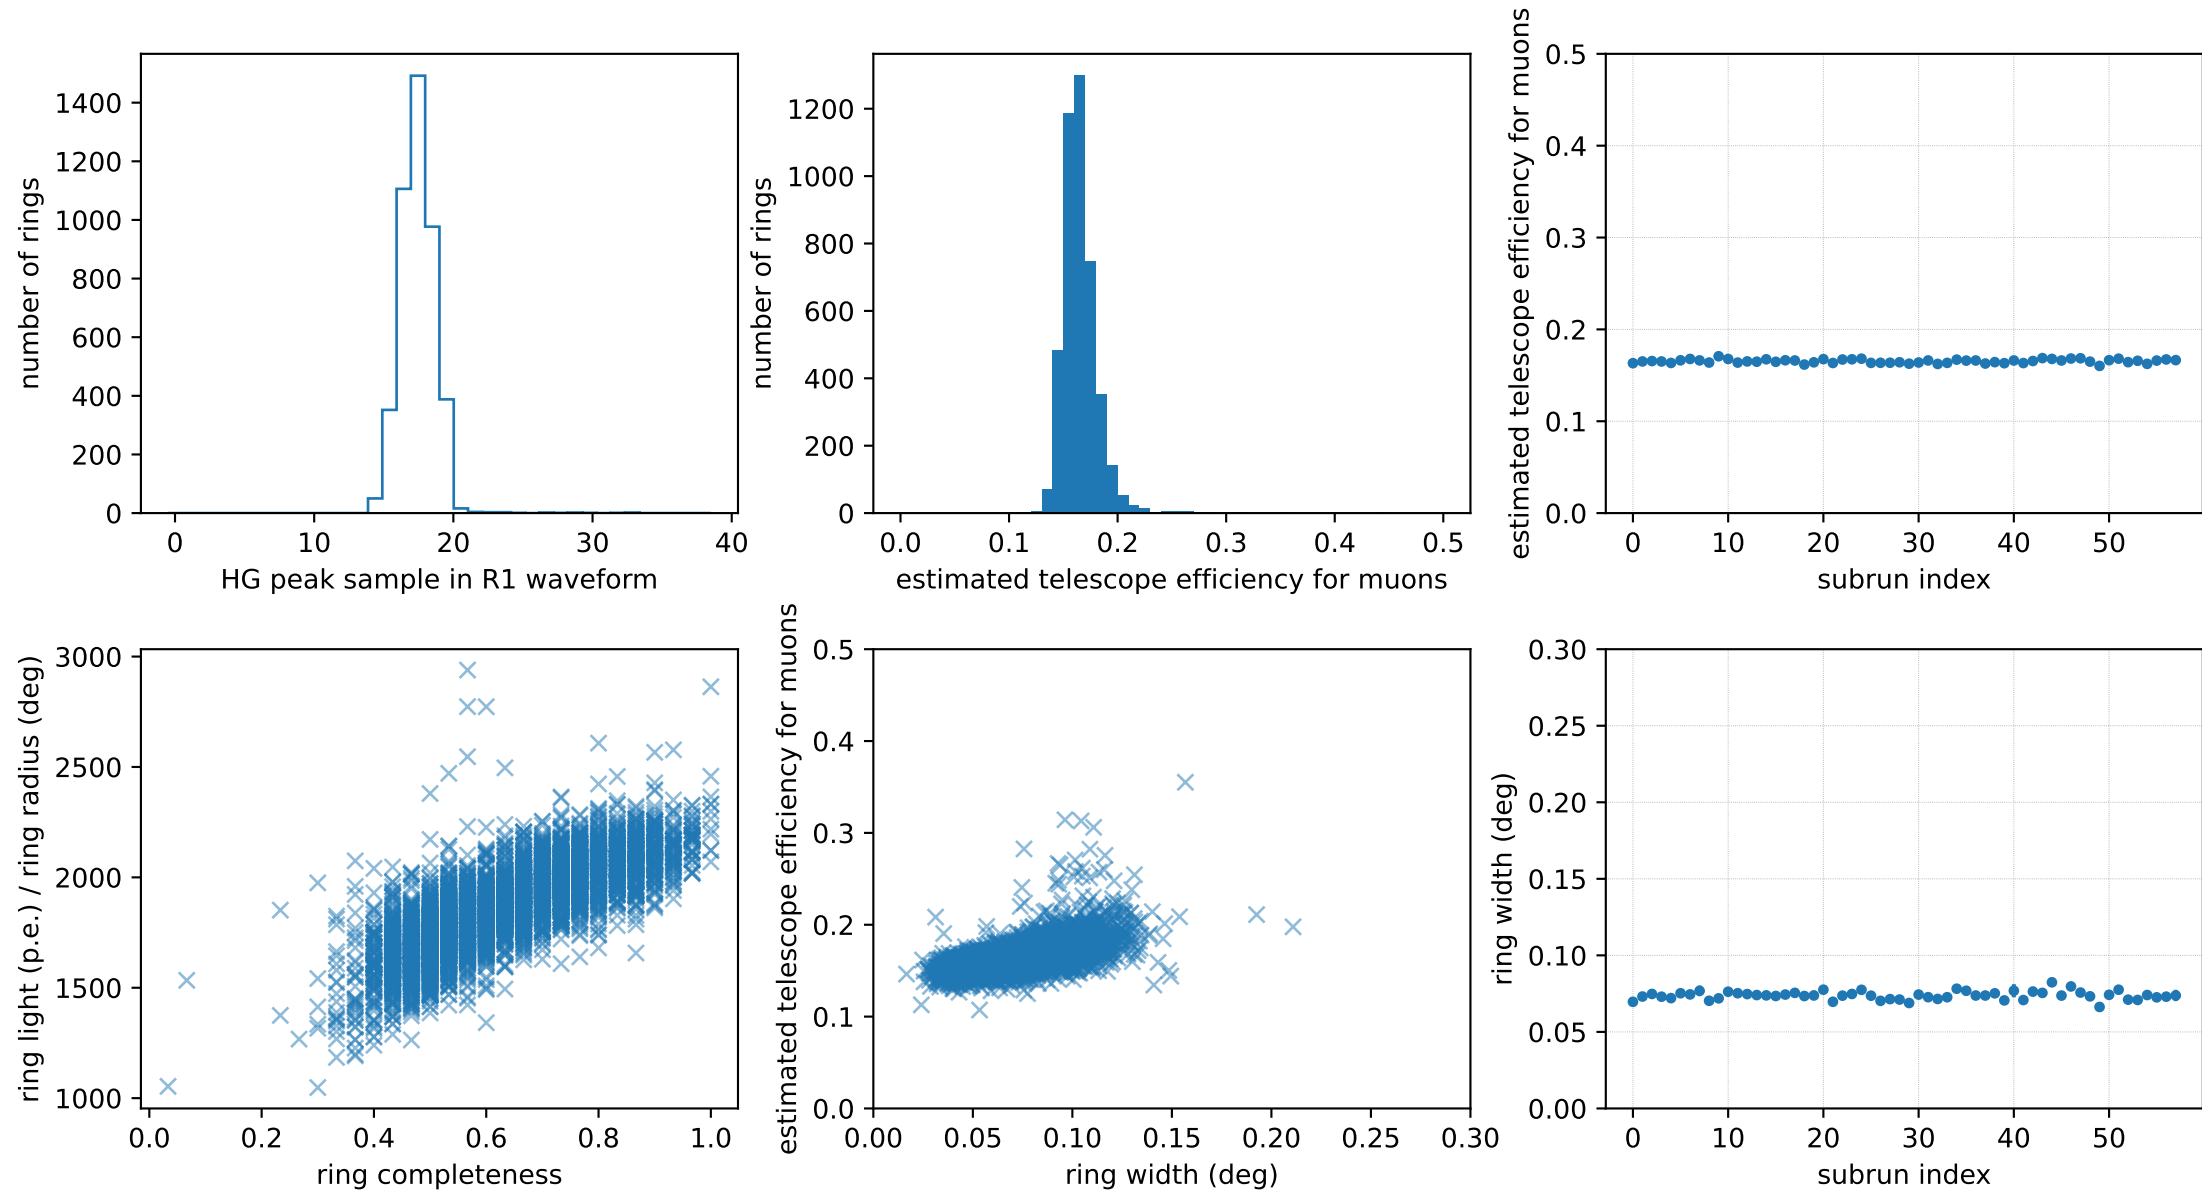 1400
1200
1000
800
600
400
200
0
number of rings
0 10 20 30 40
HG peak sample in R1 waveform
1200
1000
800
600
400
200
0
number of rings
0.0 0.1 0.2 0.3 0.4 0.5
estimated telescope efficiency for muons
0.5
0.4
0.3
0.2
0.1
0.0
estimated telescope efficiency for muons
0 10 20 30 40 50
subrun index
3000
2500
2000
1500
1000
ring light (p.e.) / ring radius (deg)
0.0 0.2 0.4 0.6 0.8 1.0
ring completeness
0.5
0.4
0.3
0.2
0.1
0.0
estimated telescope efficiency for muons
0.00 0.05 0.10 0.15 0.20 0.25 0.30
ring width (deg)
0.30
0.25
0.20
0.15
0.10
0.05
0.00
ring width (deg)
0 10 20 30 40 50
subrun index